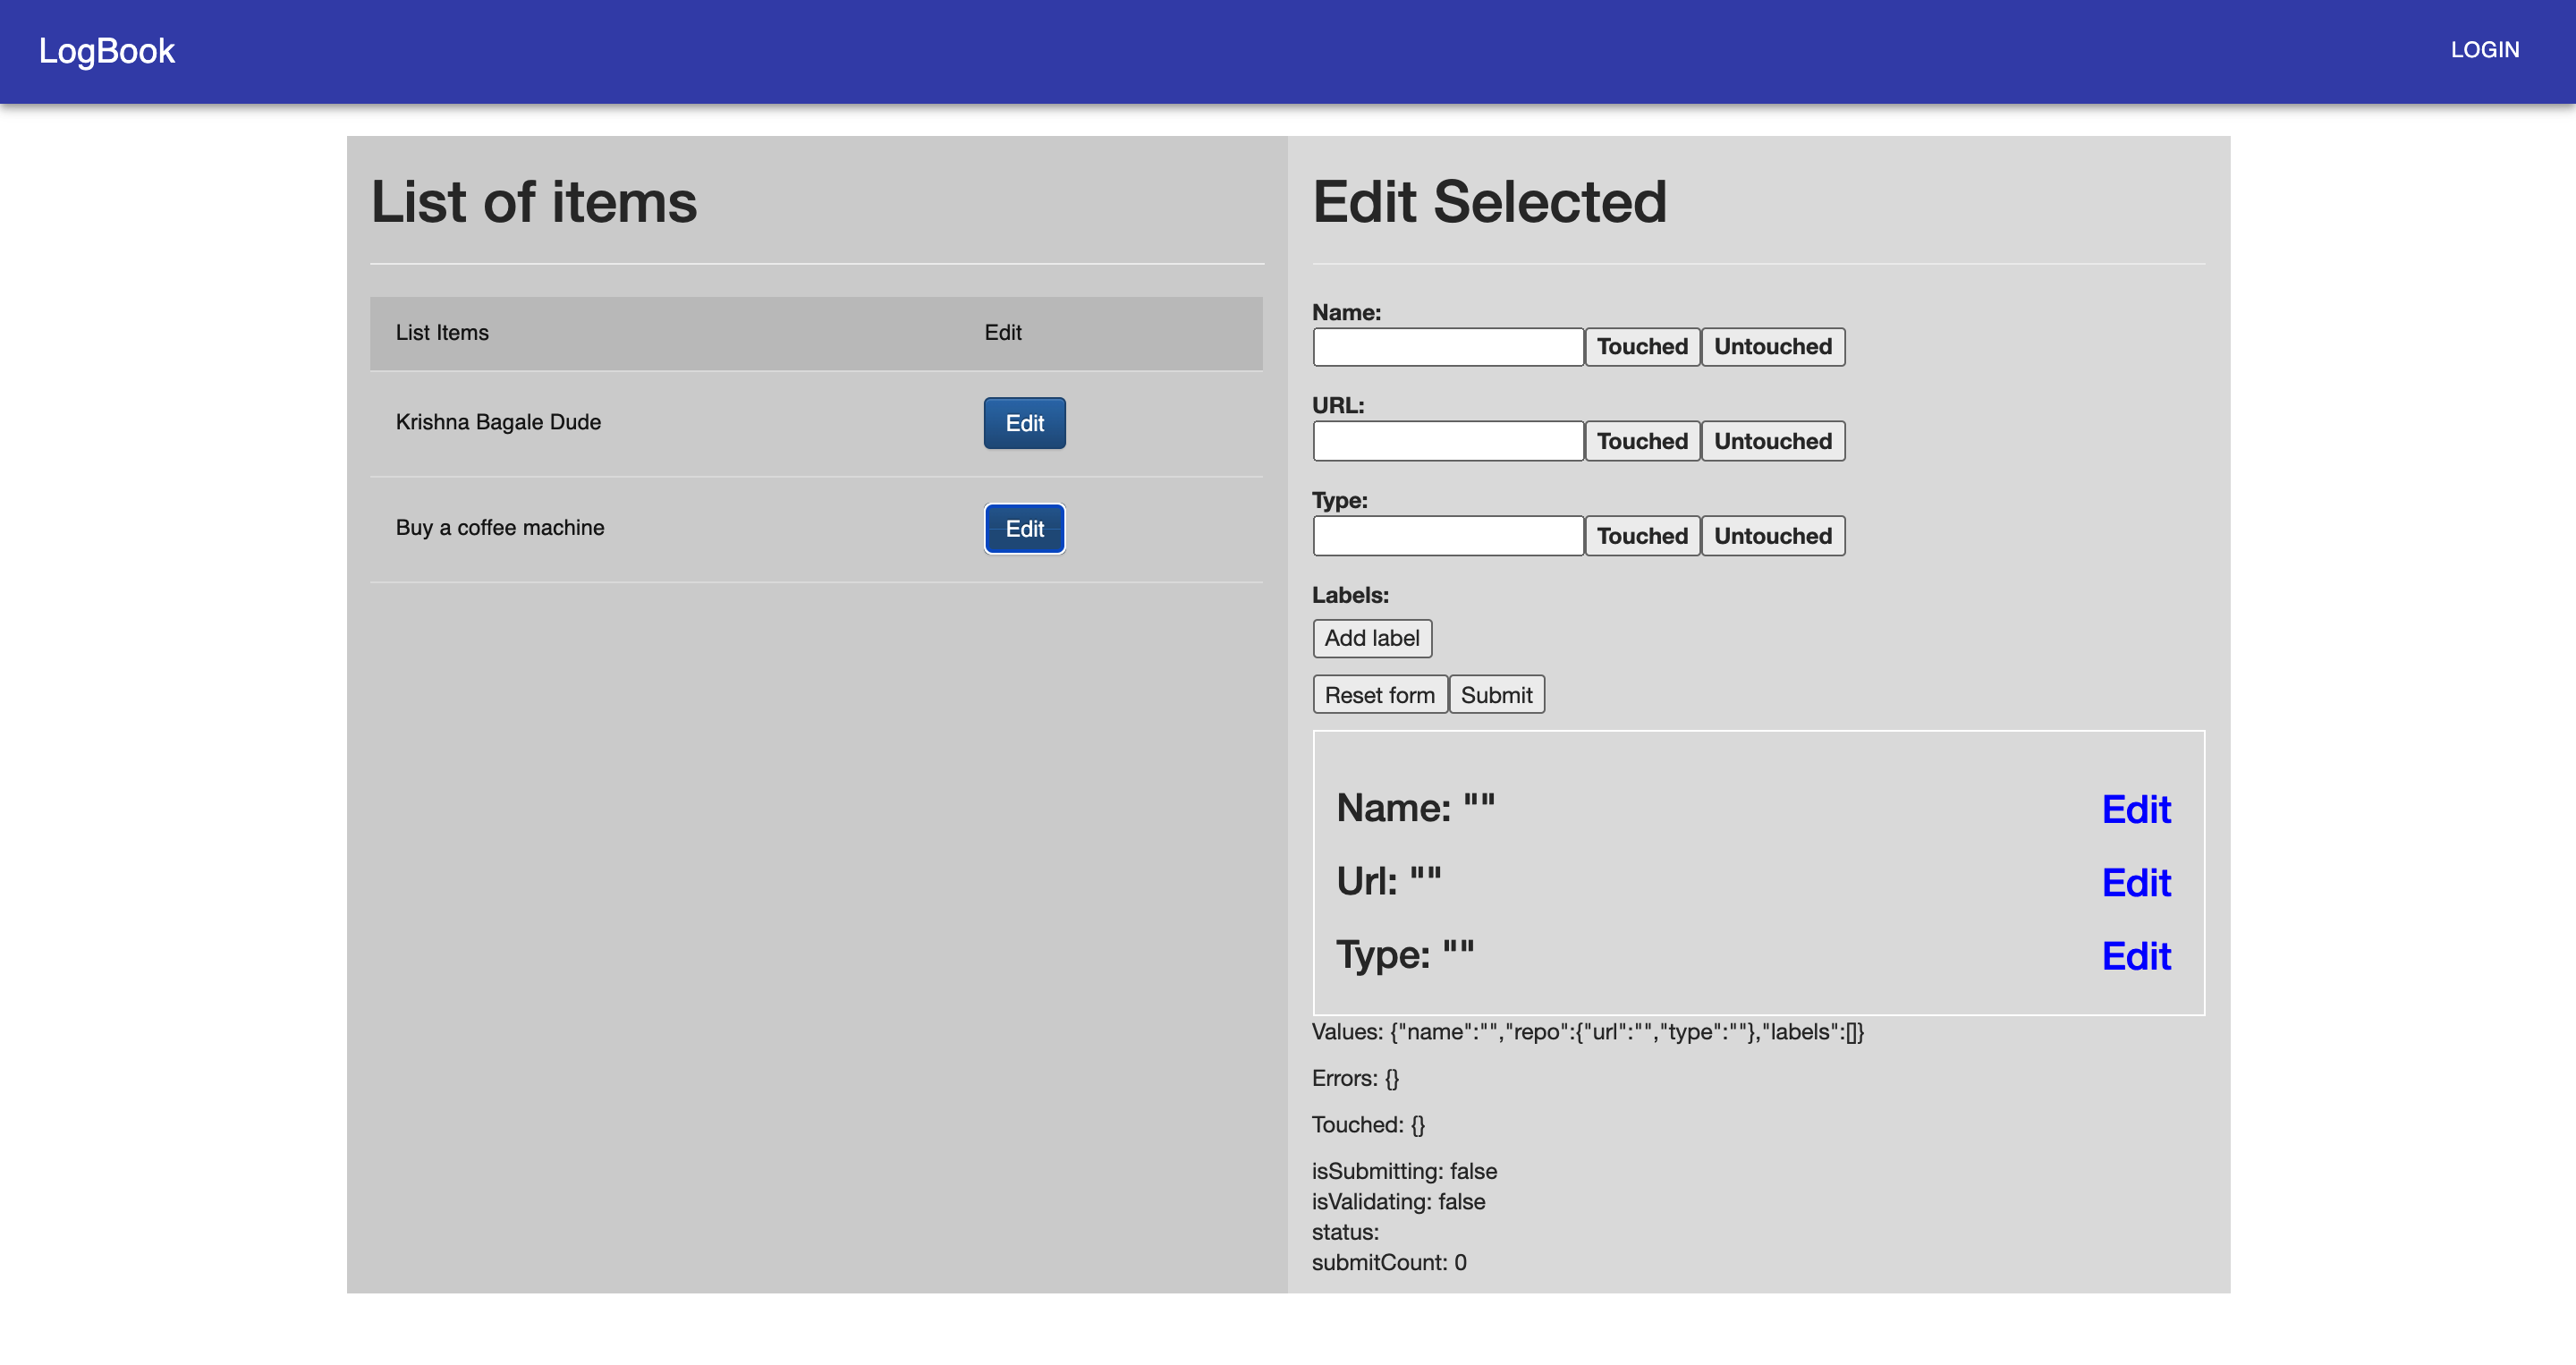 LogBook
LOGIN
List of items
List Items Edit
Krishna Bagale Dude Edit
Buy a coffee machine Edit
Edit Selected
Name:
Touched Untouched
URL:
Touched Untouched
Type:
Touched Untouched
Labels:
Add label
Reset form Submit
Name: "" Edit
Url: "" Edit
Type: "" Edit
Values: {"name":"","repo":{"url":"","type":""},"labels":[]}
Errors: {}
Touched: {}
isSubmitting: false
isValidating: false
status:
submitCount: 0